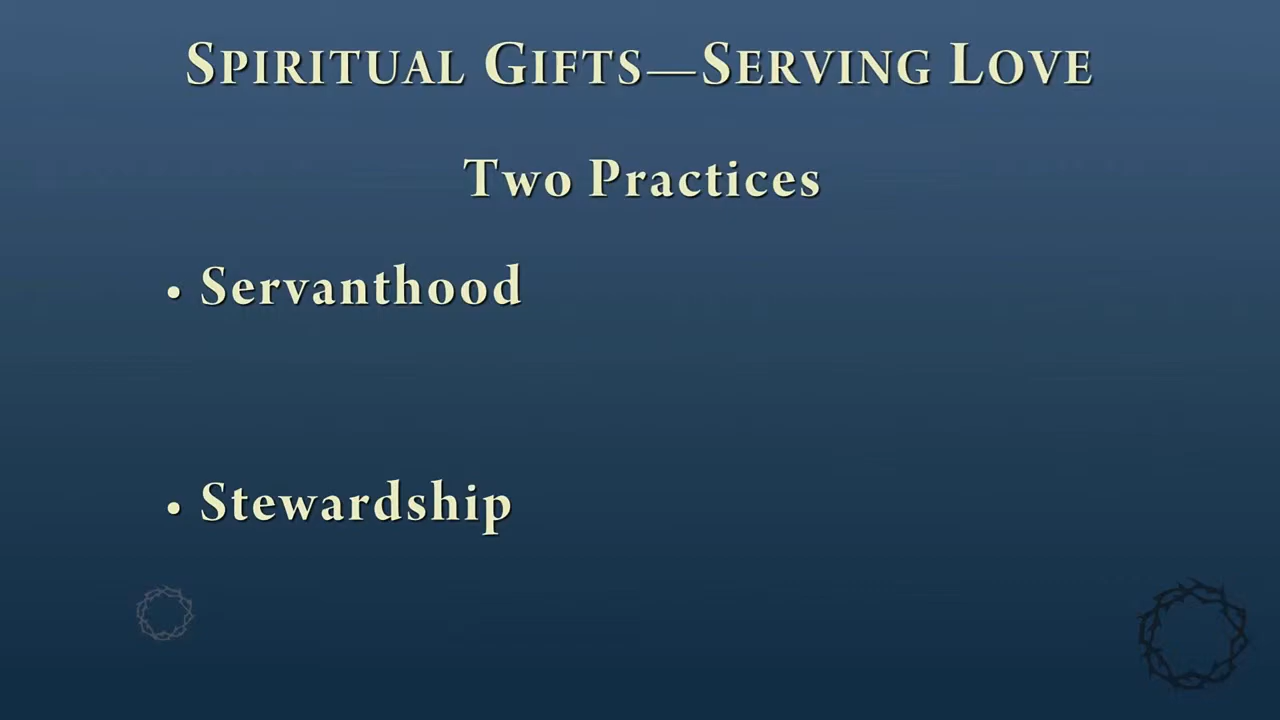 Spiritual Gifts—Serving Love
Two Practices
• Servanthood
• Stewardship